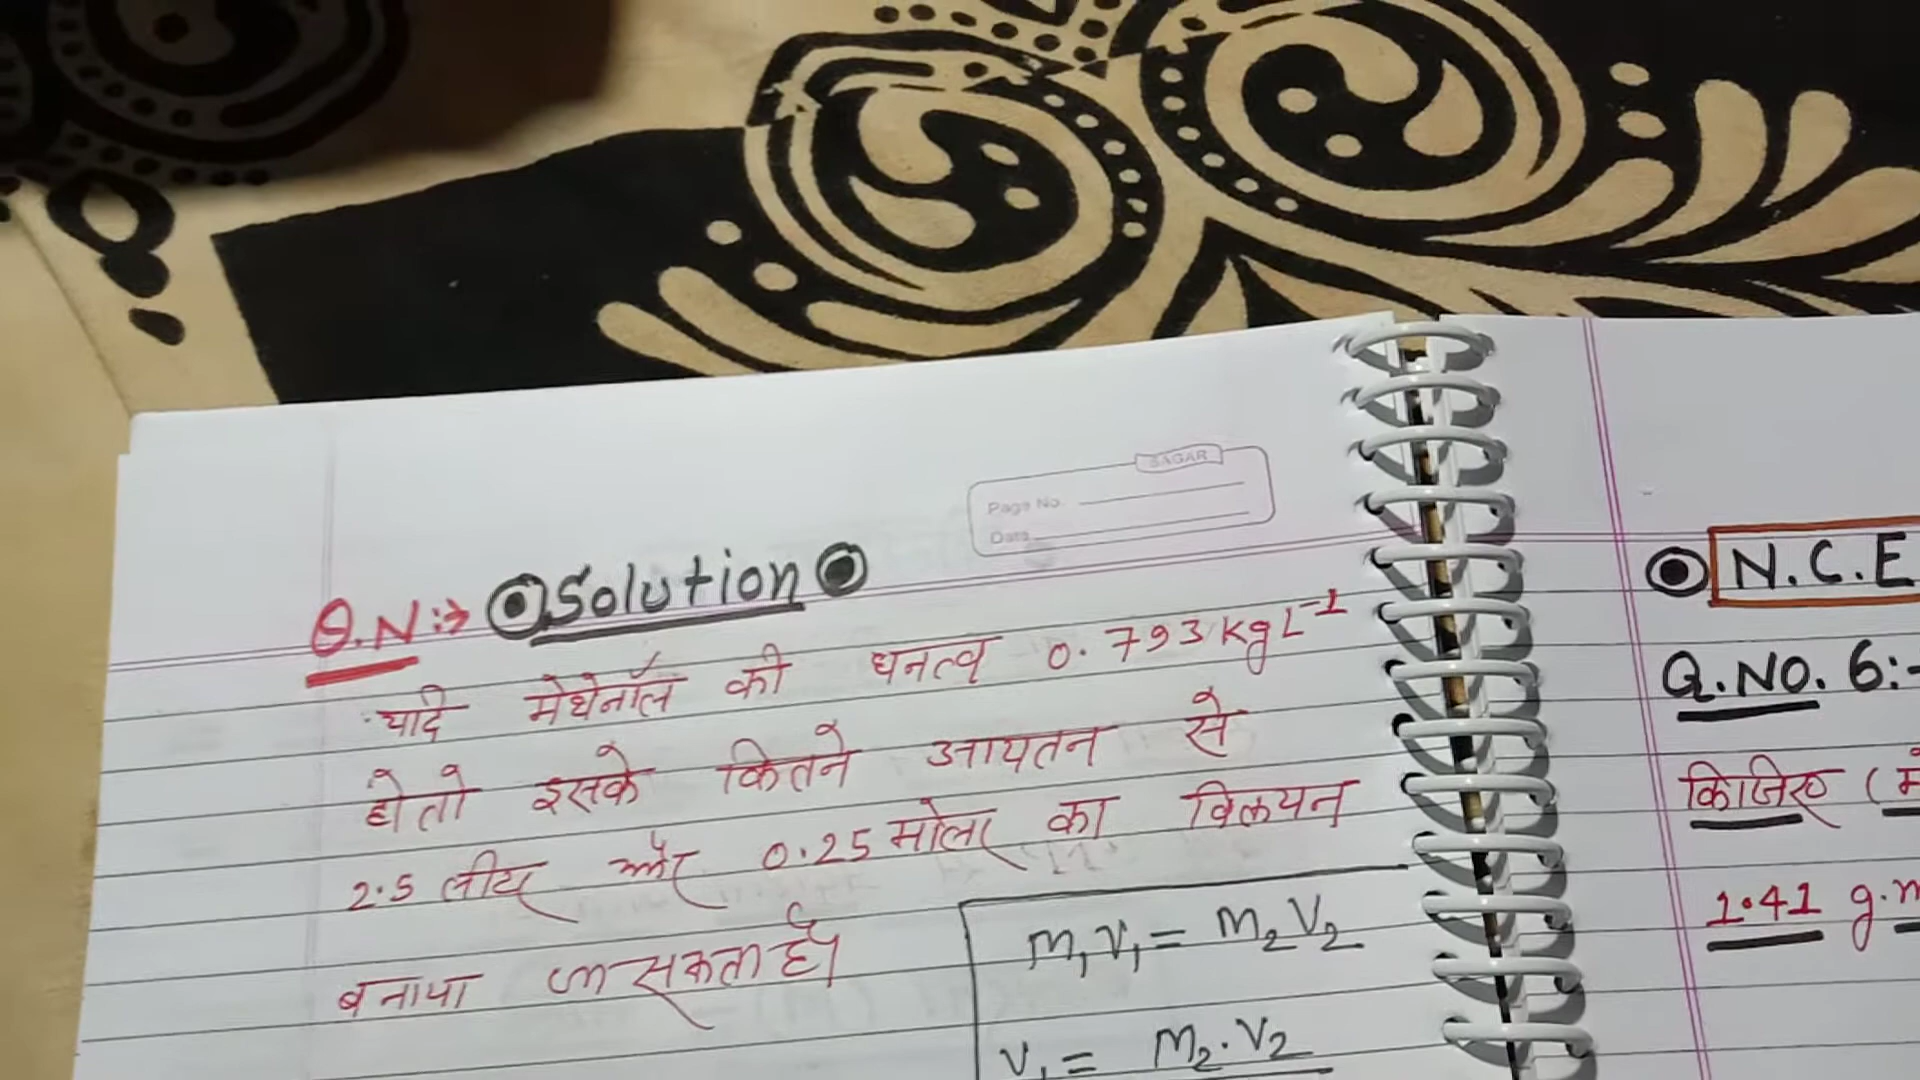 SAGAR
Page No.
Date
Q.N:→ Solution
यदि मेथेनॉल की घनत्व 0.793 kg L⁻¹
हो तो इसके कितने आयतन से
2.5 लीटर और 0.25 मोलर का विलयन
बनाया जा सकता है।
m₁v₁ = m₂v₂
v₁ = m₂.v₂
N.C.E
Q.NO. 6:-
किजिए (
1.41 g.m